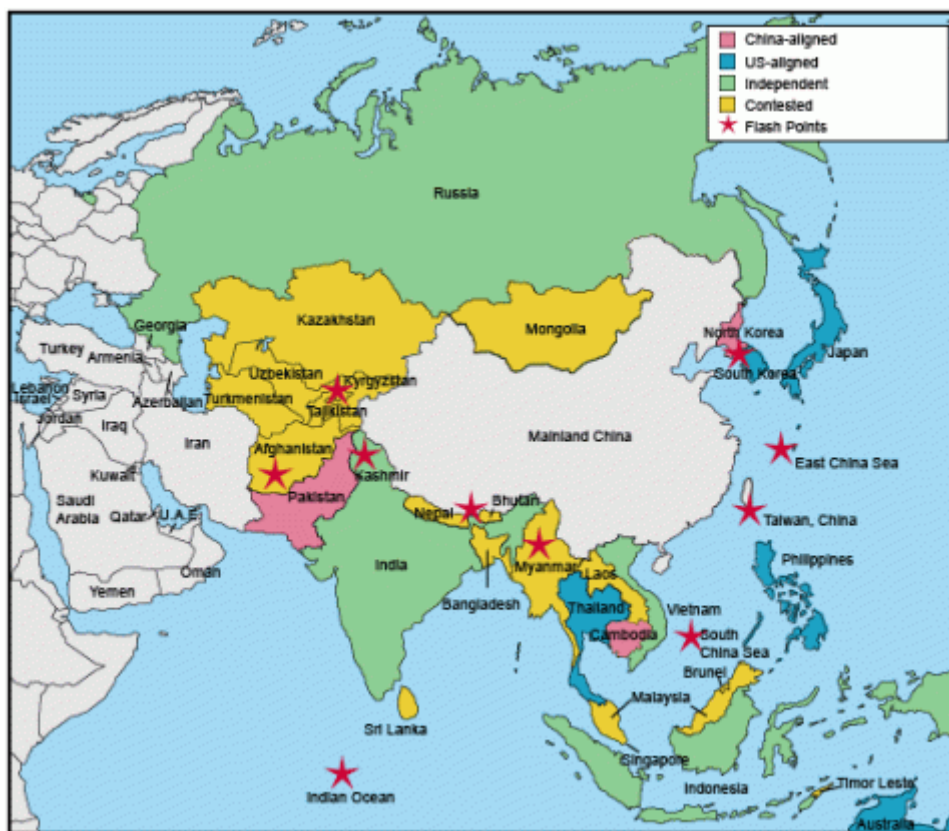 China-aligned
US-aligned
Independent
Contested
Flash Points
Russia
Georgia
Kazakhstan
Mongolia
North Korea
Turkey
Armenia
Japan
South Korea
Uzbekistan
Kyrgyzstan
Lebanon
Israel
Syria
Azerbaijan
Turkmenistan
Tajikistan
Jordan
Iraq
Iran
Mainland China
Afghanistan
East China Sea
Kuwait
Kashmir
Pakistan
Saudi
Arabia
Qatar
U.A.E
Nepal
Bhutan
Taiwan, China
Philippines
Oman
India
Myanmar
Laos
Yemen
Bangladesh
Thailand
Vietnam
Cambodia
South
China Sea
Brunei
Malaysia
Sri Lanka
Singapore
Indonesia
Timor Leste
Indian Ocean
Australia